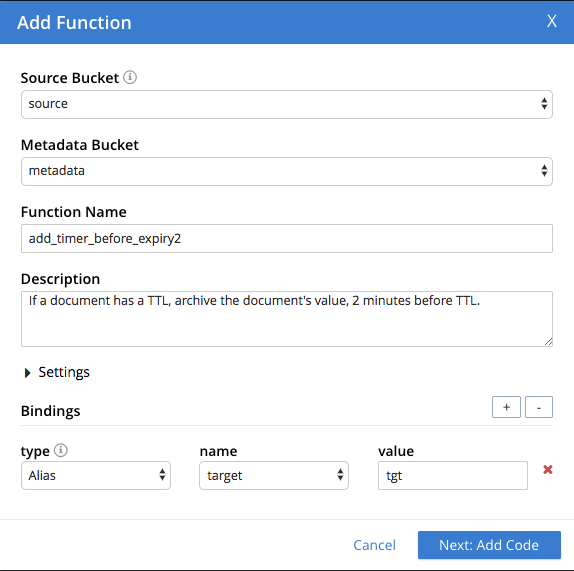 Add Function X
Source Bucket i
source
Metadata Bucket
metadata
Function Name
add_timer_before_expiry2
Description
If a document has a TTL, archive the document's value, 2 minutes before TTL.
Settings
Bindings + -
type i name value
Alias target tgt
Cancel Next: Add Code